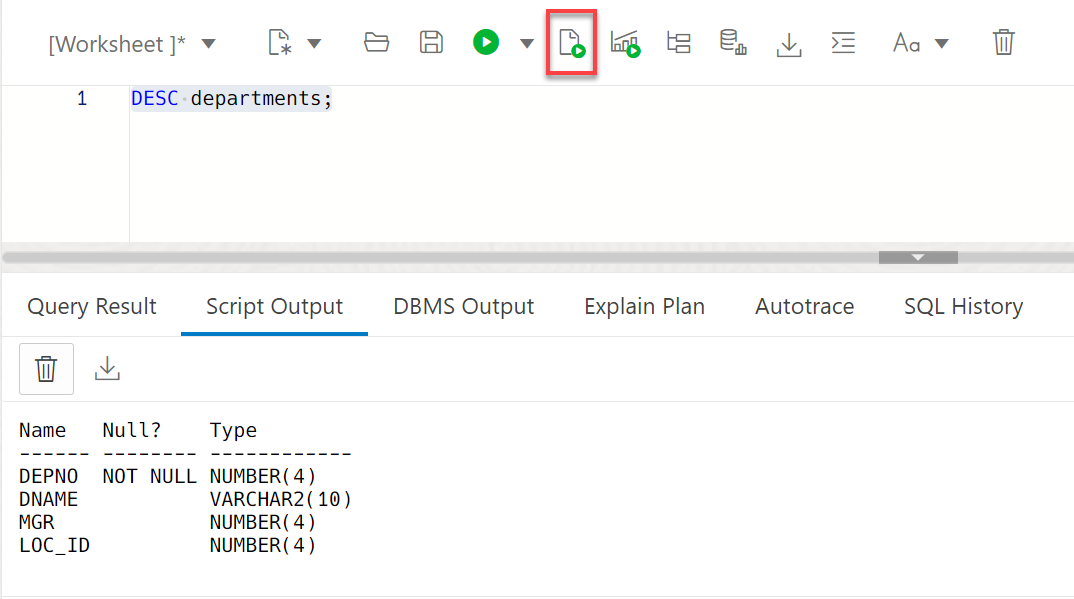 [Worksheet ]* Aa
1 DESC departments;
Query Result Script Output DBMS Output Explain Plan Autotrace SQL History
Name   Null?    Type
------ -------- ------------
DEPNO  NOT NULL NUMBER(4)
DNAME           VARCHAR2(10)
MGR             NUMBER(4)
LOC_ID          NUMBER(4)